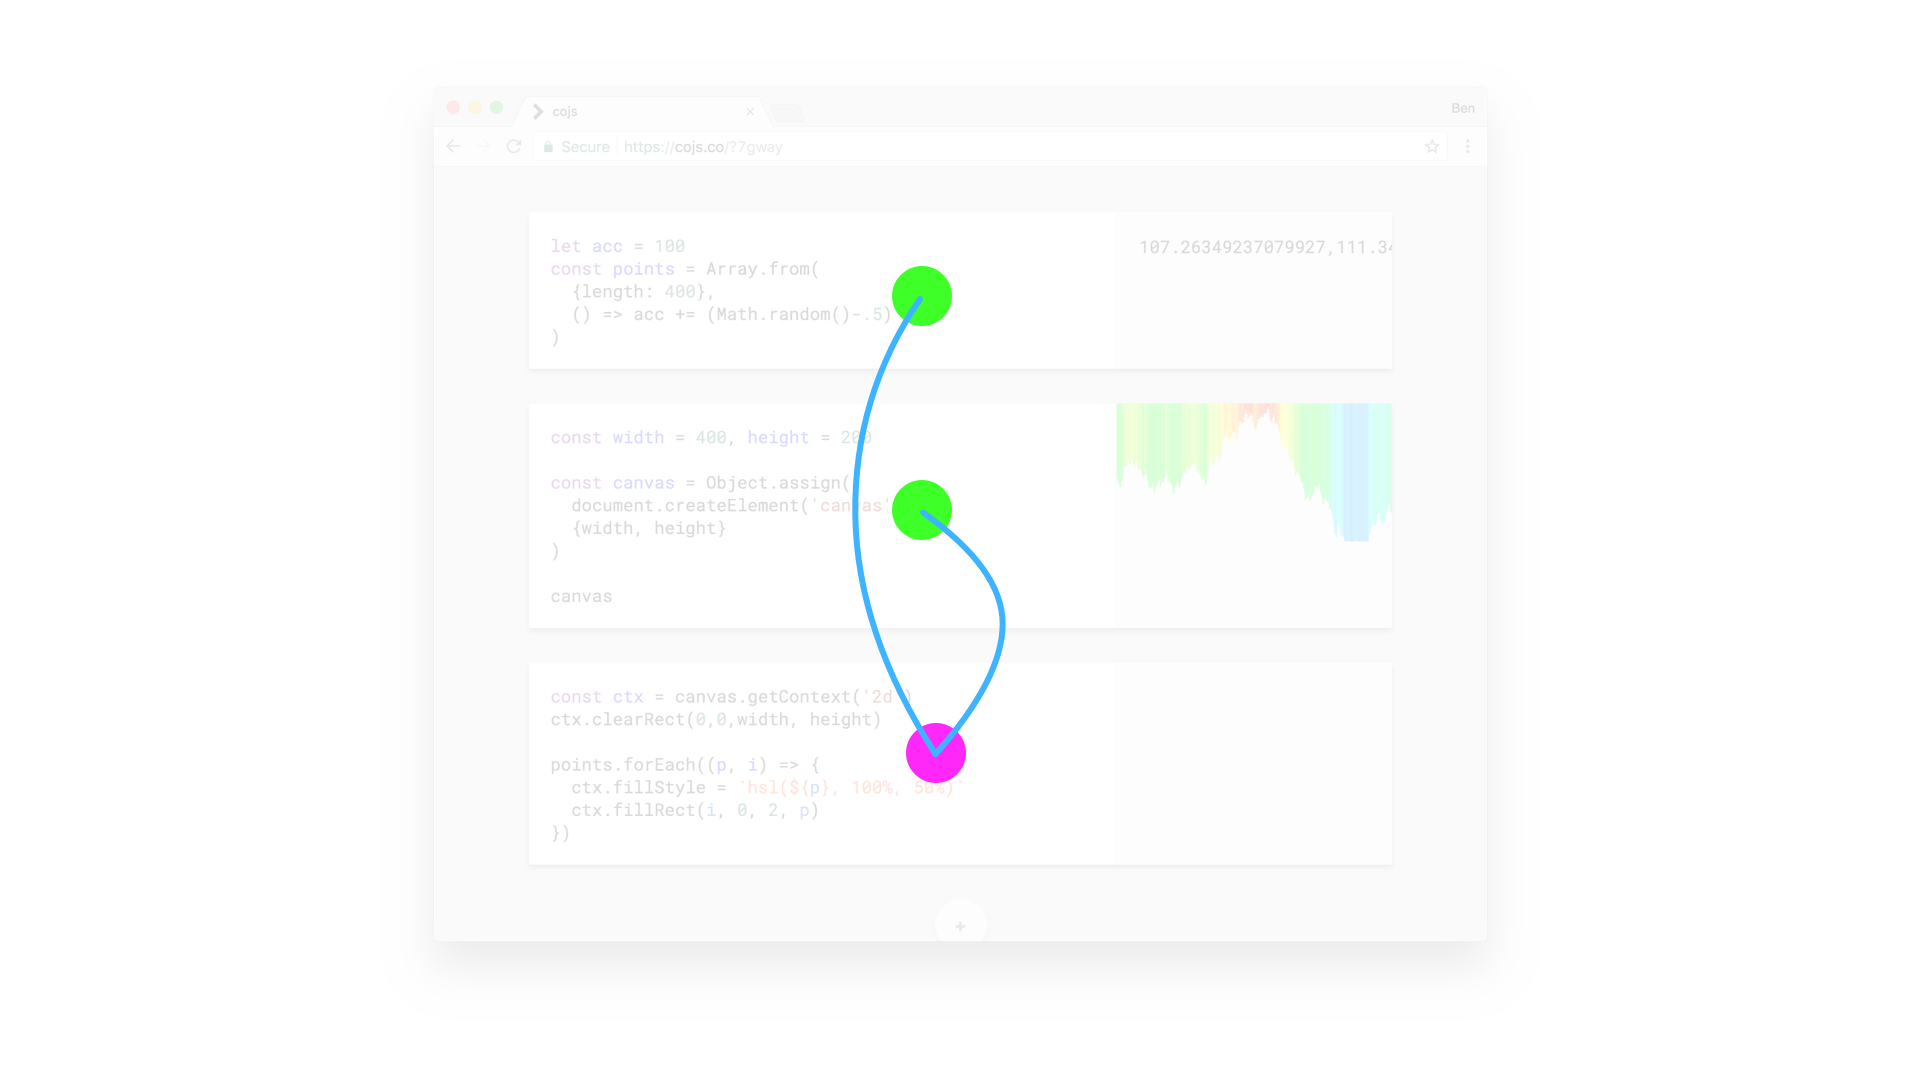 cojs
Ben
Secure https://cojs.co/?7gway
let acc = 100
const points = Array.from(
  {length: 400},
  () => acc += (Math.random()-.5)
)
107.26349237079927,111.34
const width = 400, height = 200
const canvas = Object.assign(
  document.createElement('canvas'
  {width, height}
)
canvas
const ctx = canvas.getContext('2d')
ctx.clearRect(0,0,width, height)
points.forEach((p, i) => {
  ctx.fillStyle = `hsl(${p}, 100%, 50%)`
  ctx.fillRect(i, 0, 2, p)
})